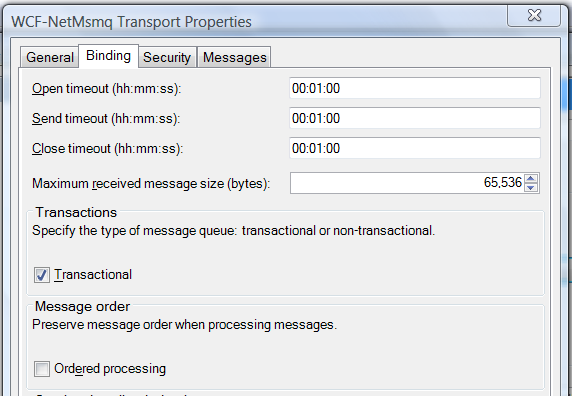 WCF-NetMsmq Transport Properties
General Binding Security Messages
Open timeout (hh:mm:ss): 00:01:00
Send timeout (hh:mm:ss): 00:01:00
Close timeout (hh:mm:ss): 00:01:00
Maximum received message size (bytes): 65,536
Transactions
Specify the type of message queue: transactional or non-transactional.
Transactional
Message order
Preserve message order when processing messages.
Ordered processing